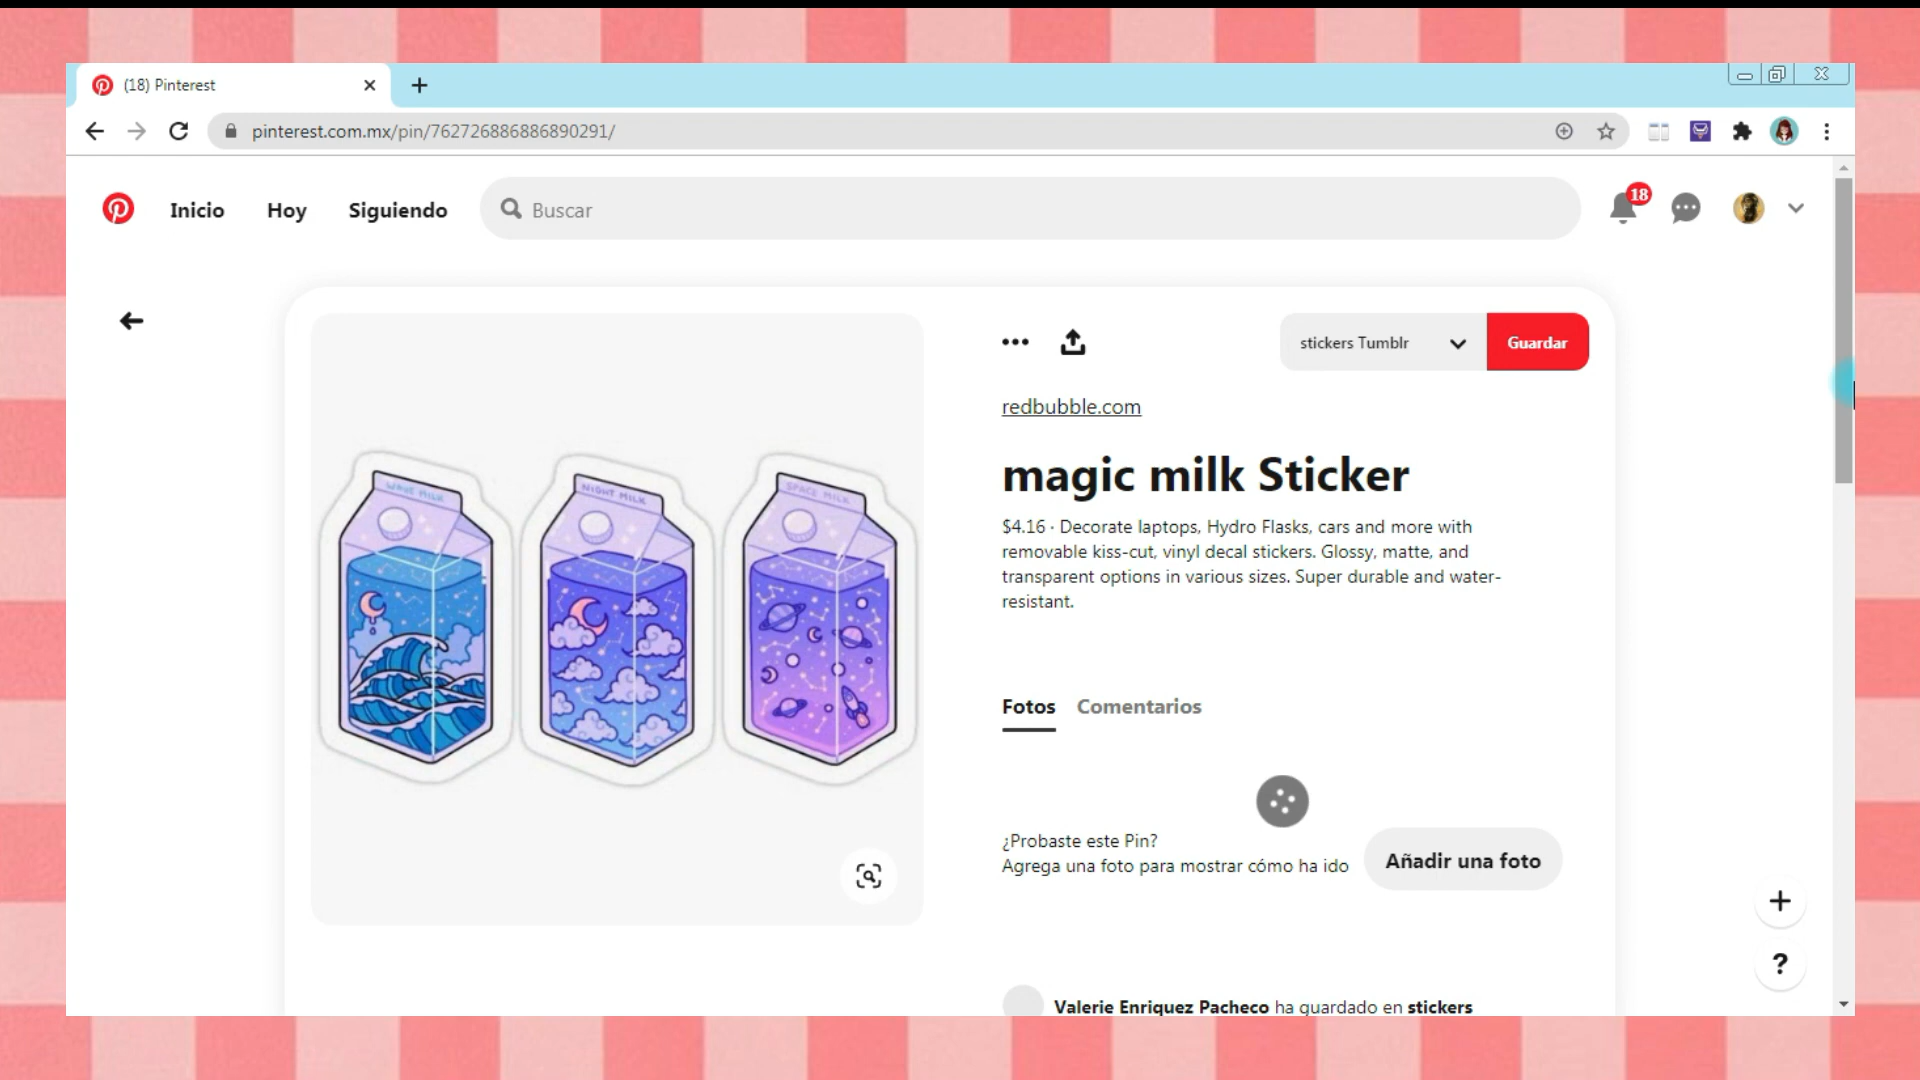 (18) Pinterest
pinterest.com.mx/pin/762726886886890291/
Inicio Hoy Siguiendo Buscar 18
stickers Tumblr Guardar
redbubble.com
magic milk Sticker
WAVE MILK NIGHT MILK SPACE MILK
$4.16 · Decorate laptops, Hydro Flasks, cars and more with
removable kiss-cut, vinyl decal stickers. Glossy, matte, and
transparent options in various sizes. Super durable and water-
resistant.
Fotos Comentarios
¿Probaste este Pin?
Agrega una foto para mostrar cómo ha ido
Añadir una foto
Valerie Enriquez Pacheco ha guardado en stickers